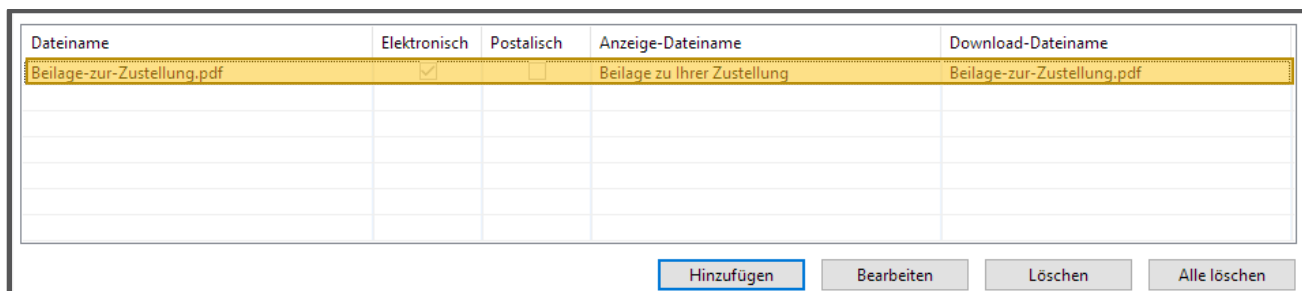 Dateiname Elektronisch Postalisch Anzeige-Dateiname Download-Dateiname
Beilage-zur-Zustellung.pdf Beilage zu Ihrer Zustellung Beilage-zur-Zustellung.pdf
Hinzufügen Bearbeiten Löschen Alle löschen